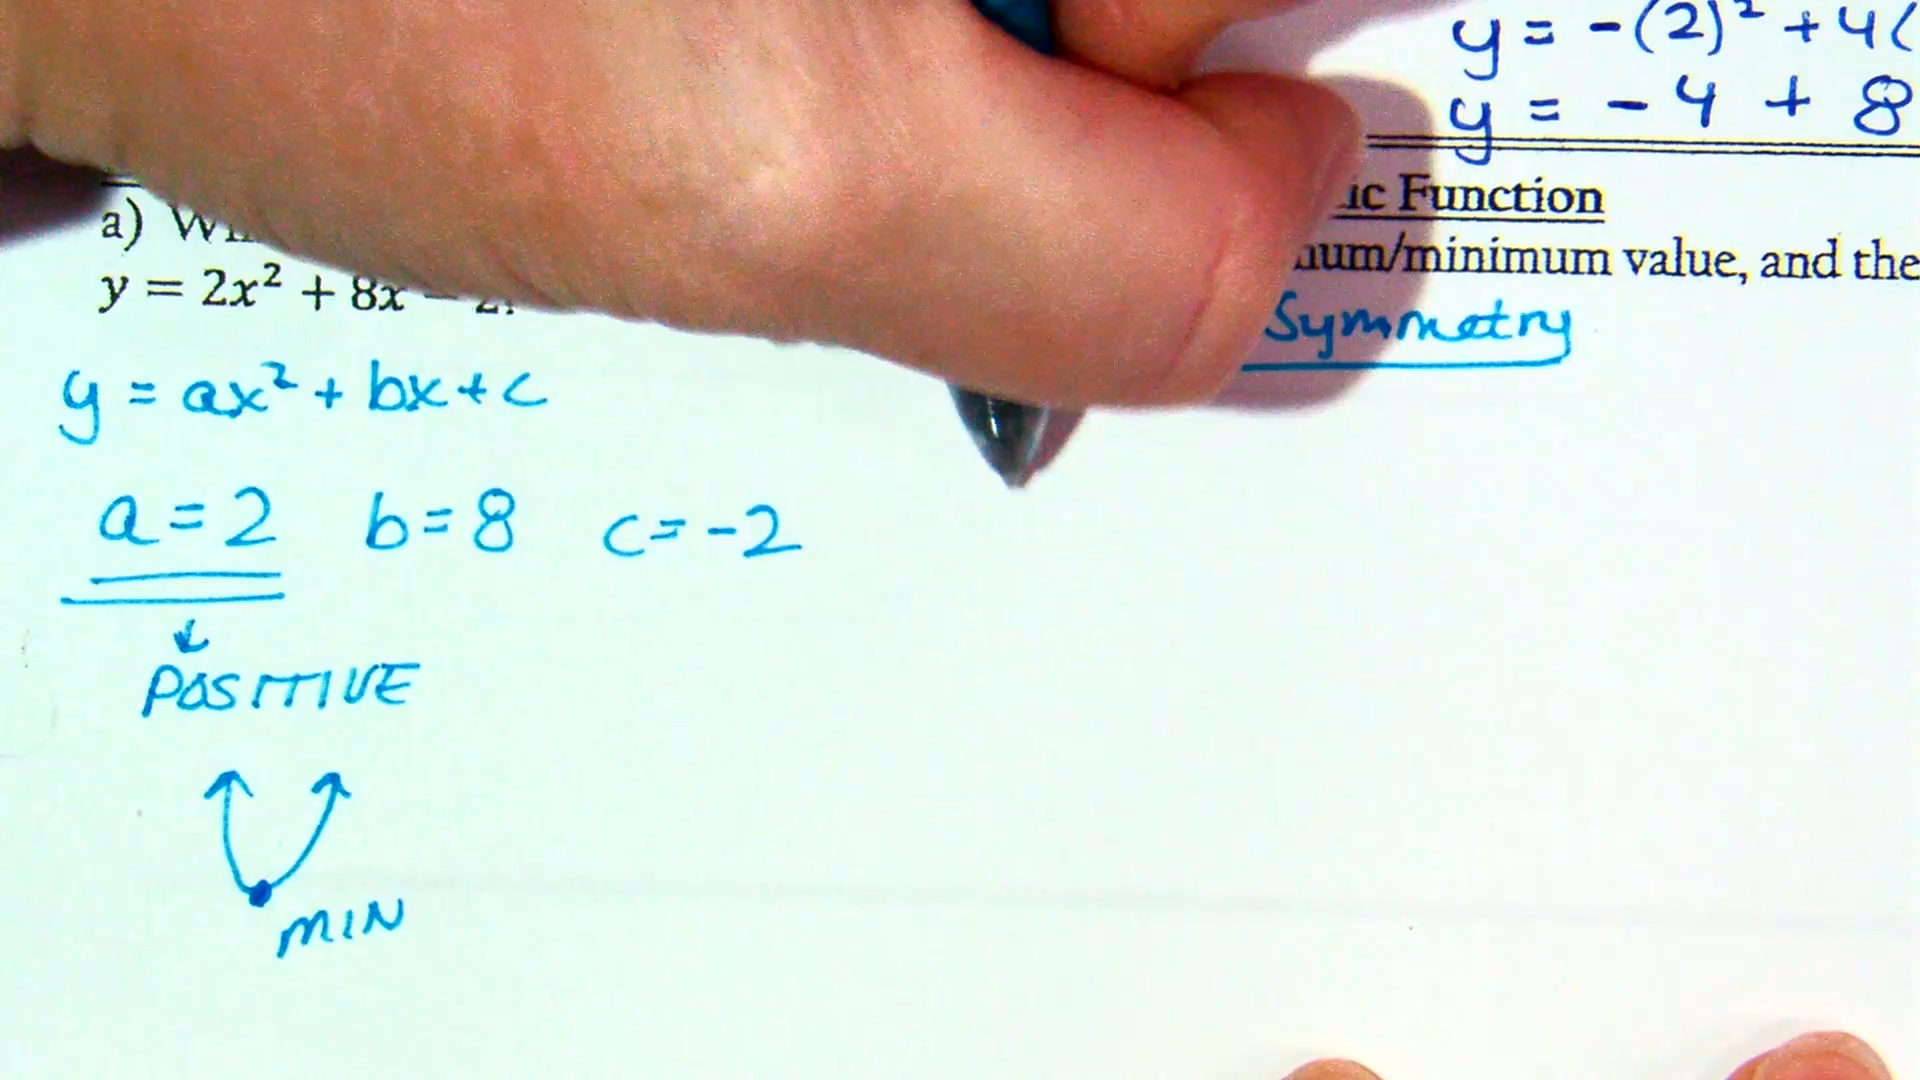 y = -(2)² + 4(
y = - 4 + 8
ic Function
a)
num/minimum value, and the
y = 2x² + 8x - 2?
Symmetry
y = ax² + bx + c
a = 2 b = 8 c = -2
POSITIVE
MIN